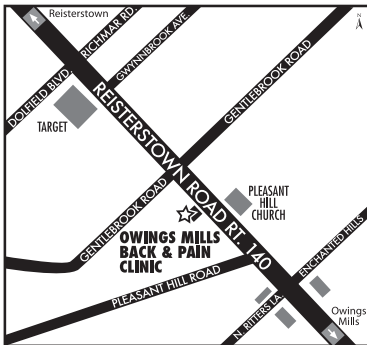 Reisterstown
N
RICHMAR RD.
GWYNNBROOK AVE.
DOLFIELD BLVD.
GENTLEBROOK ROAD
TARGET
REISTERSTOWN ROAD RT. 140
PLEASANT
HILL
CHURCH
GENTLEBROOK ROAD
OWINGS MILLS
BACK & PAIN
CLINIC
PLEASANT HILL ROAD
ENCHANTED HILLS
N. RITTERS LA.
Owings
Mills